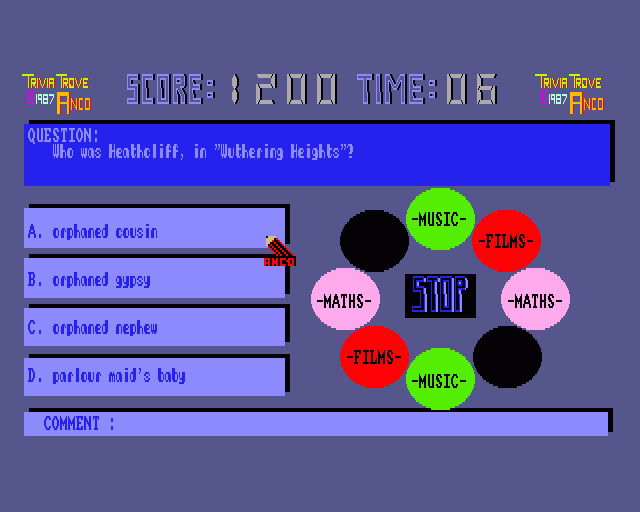 TRIVIA TROVE
©1987 ANCO
SCORE: 1200 TIME: 06
TRIVIA TROVE
©1987 ANCO
QUESTION:
Who was Heathcliff, in "Wuthering Heights"?
A. orphaned cousin
B. orphaned gypsy
C. orphaned nephew
D. parlour maid's baby
ANCO
-MUSIC-
-FILMS-
-MATHS-
STOP
-MATHS-
-FILMS-
-MUSIC-
COMMENT :